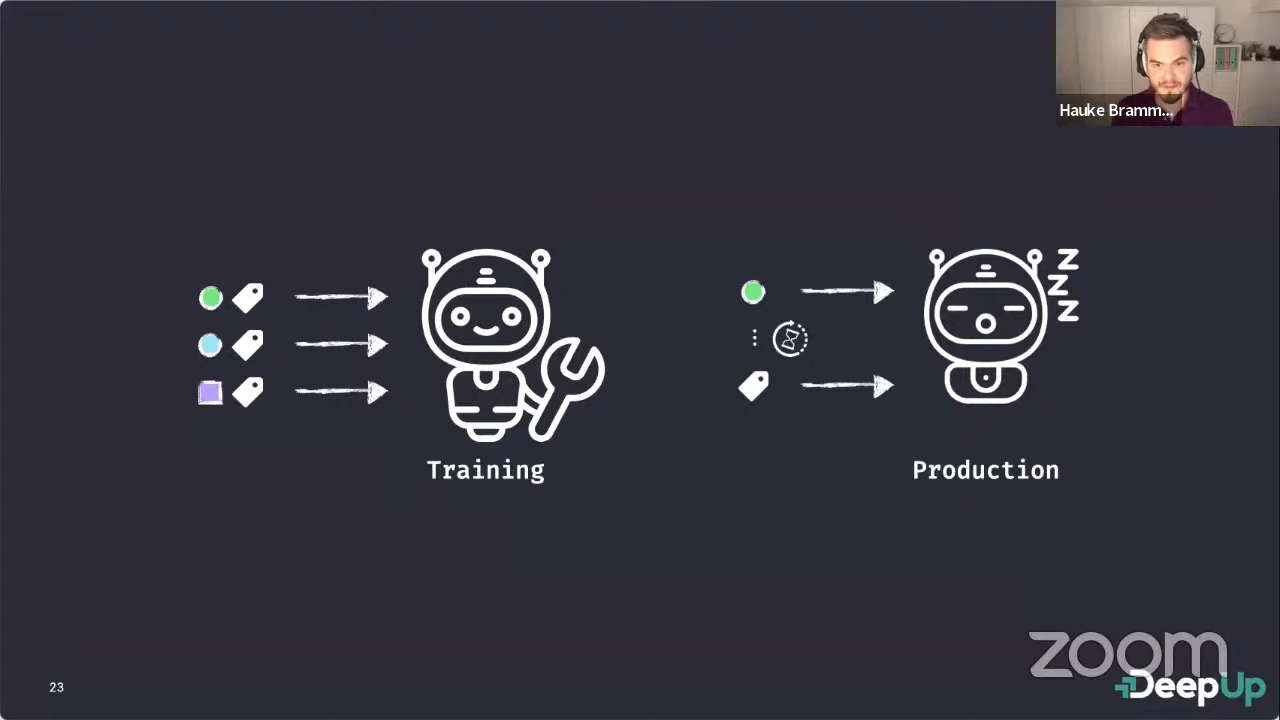 Hauke Bramm...
Z
Z
Z
Training
Production
23
zoom
DeepUp